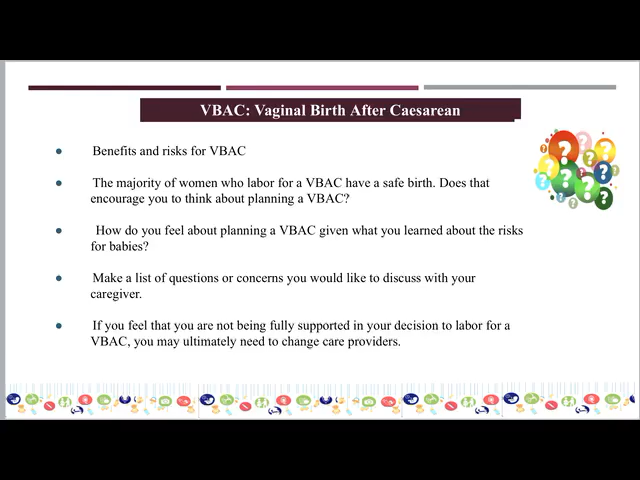 VBAC: Vaginal Birth After Caesarean
● Benefits and risks for VBAC
● The majority of women who labor for a VBAC have a safe birth. Does that
encourage you to think about planning a VBAC?
● How do you feel about planning a VBAC given what you learned about the risks
for babies?
● Make a list of questions or concerns you would like to discuss with your
caregiver.
● If you feel that you are not being fully supported in your decision to labor for a
VBAC, you may ultimately need to change care providers.